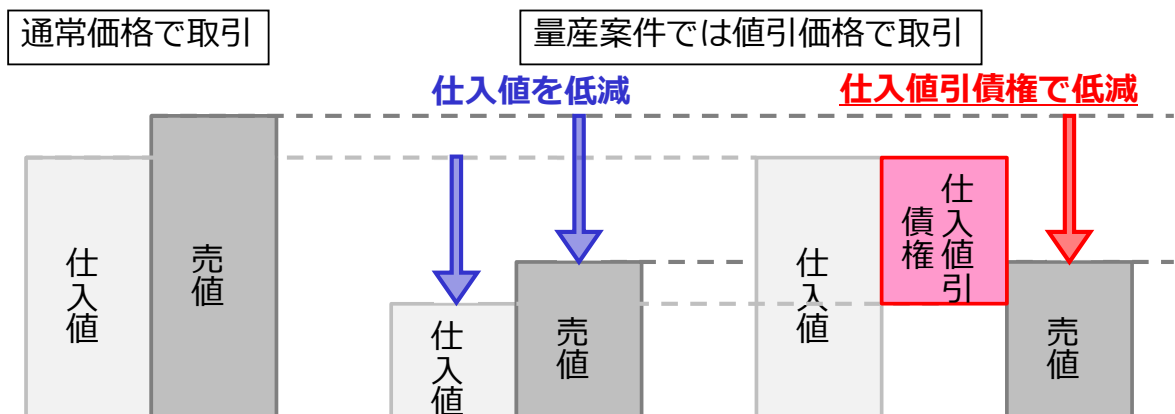 通常価格で取引
量産案件では値引価格で取引
仕入値を低減
仕入値引債権で低減
仕入値
売値
仕入値
売値
仕入値
仕入値引
債権
売値